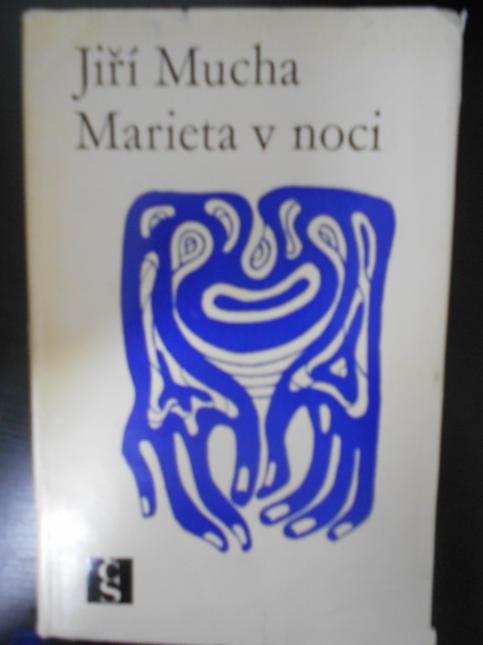 Jiří Mucha
Marieta v noci
ČS